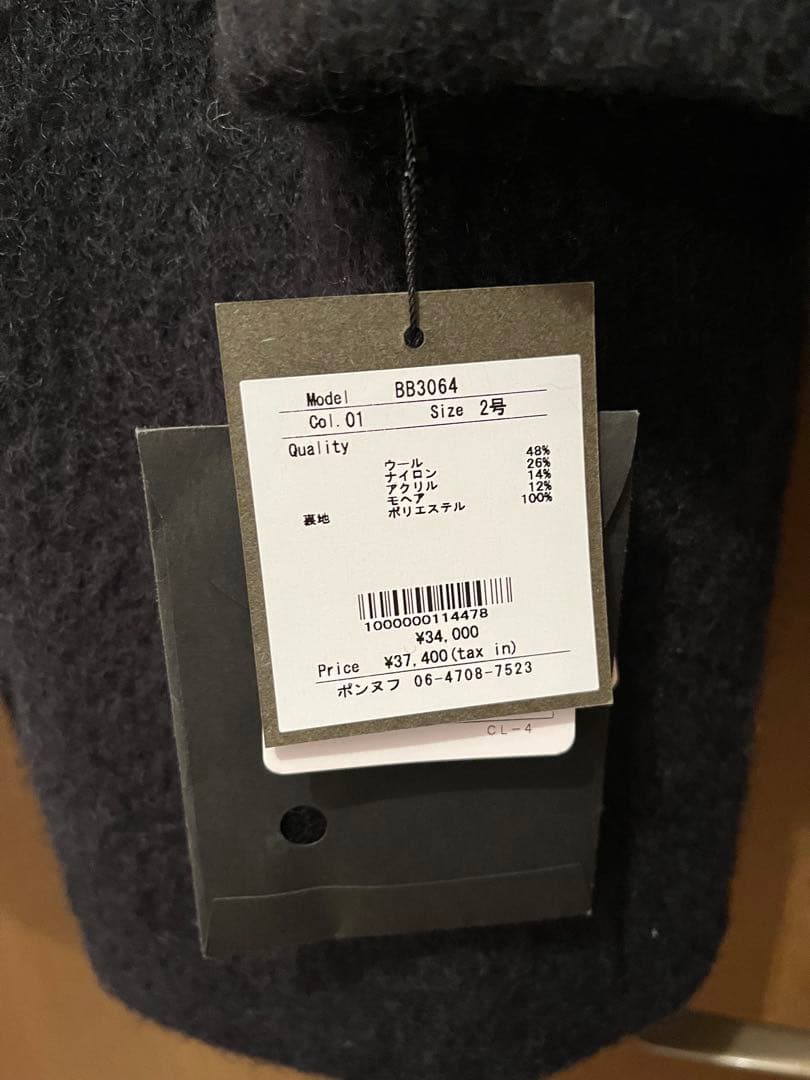 Model BB3064
Col.01 Size 2号
Quality
ウール 48%
ナイロン 26%
アクリル 14%
モヘア 12%
裏地 ポリエステル 100%
1000000114478
¥34,000
Price ¥37,400(tax in)
ポンヌフ 06-4708-7523
CL-4